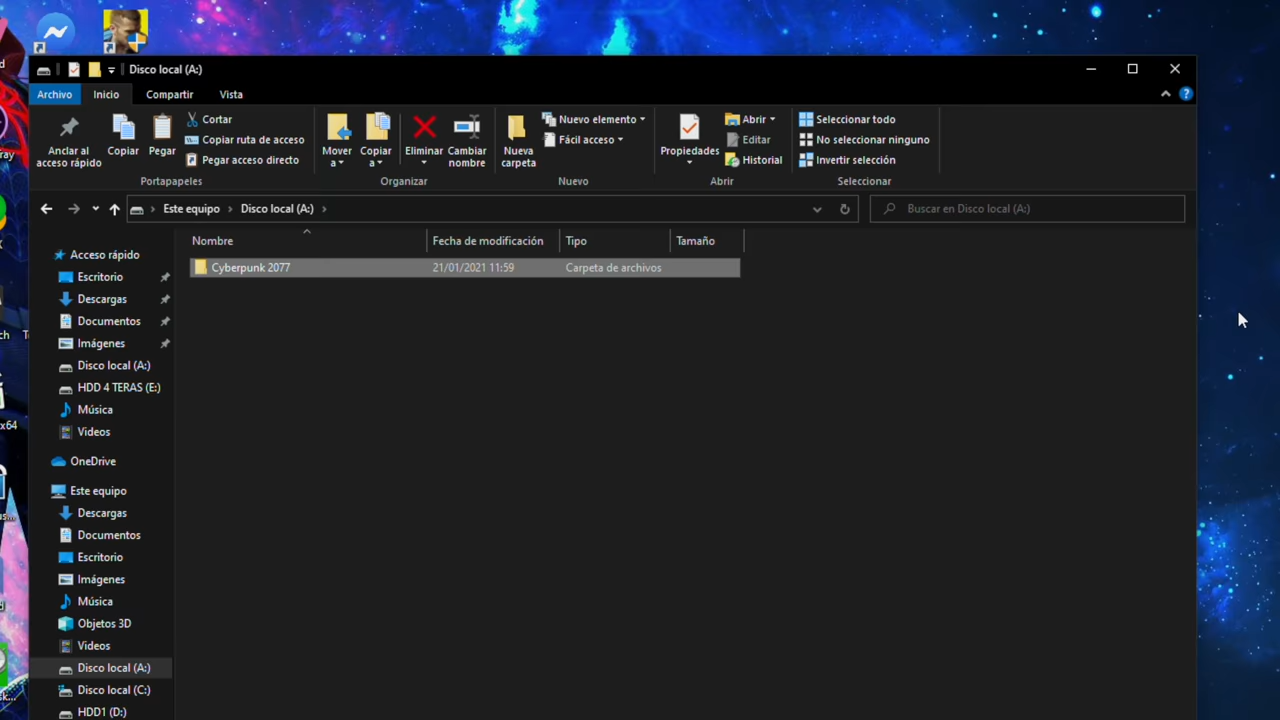 Disco local (A:)
Archivo Inicio Compartir Vista
Anclar al acceso rápido
Copiar
Pegar
Cortar
Copiar ruta de acceso
Pegar acceso directo
Portapapeles
Mover a
Copiar a
Eliminar
Cambiar nombre
Organizar
Nueva carpeta
Nuevo elemento
Fácil acceso
Nuevo
Propiedades
Abrir
Editar
Historial
Abrir
Seleccionar todo
No seleccionar ninguno
Invertir selección
Seleccionar
Este equipo > Disco local (A:) >
Buscar en Disco local (A:)
Nombre Fecha de modificación Tipo Tamaño
Cyberpunk 2077 21/01/2021 11:59 Carpeta de archivos
Acceso rápido
Escritorio
Descargas
Documentos
Imágenes
Disco local (A:)
HDD 4 TERAS (E:)
Música
Videos
OneDrive
Este equipo
Descargas
Documentos
Escritorio
Imágenes
Música
Objetos 3D
Videos
Disco local (A:)
Disco local (C:)
HDD1 (D:)
x64